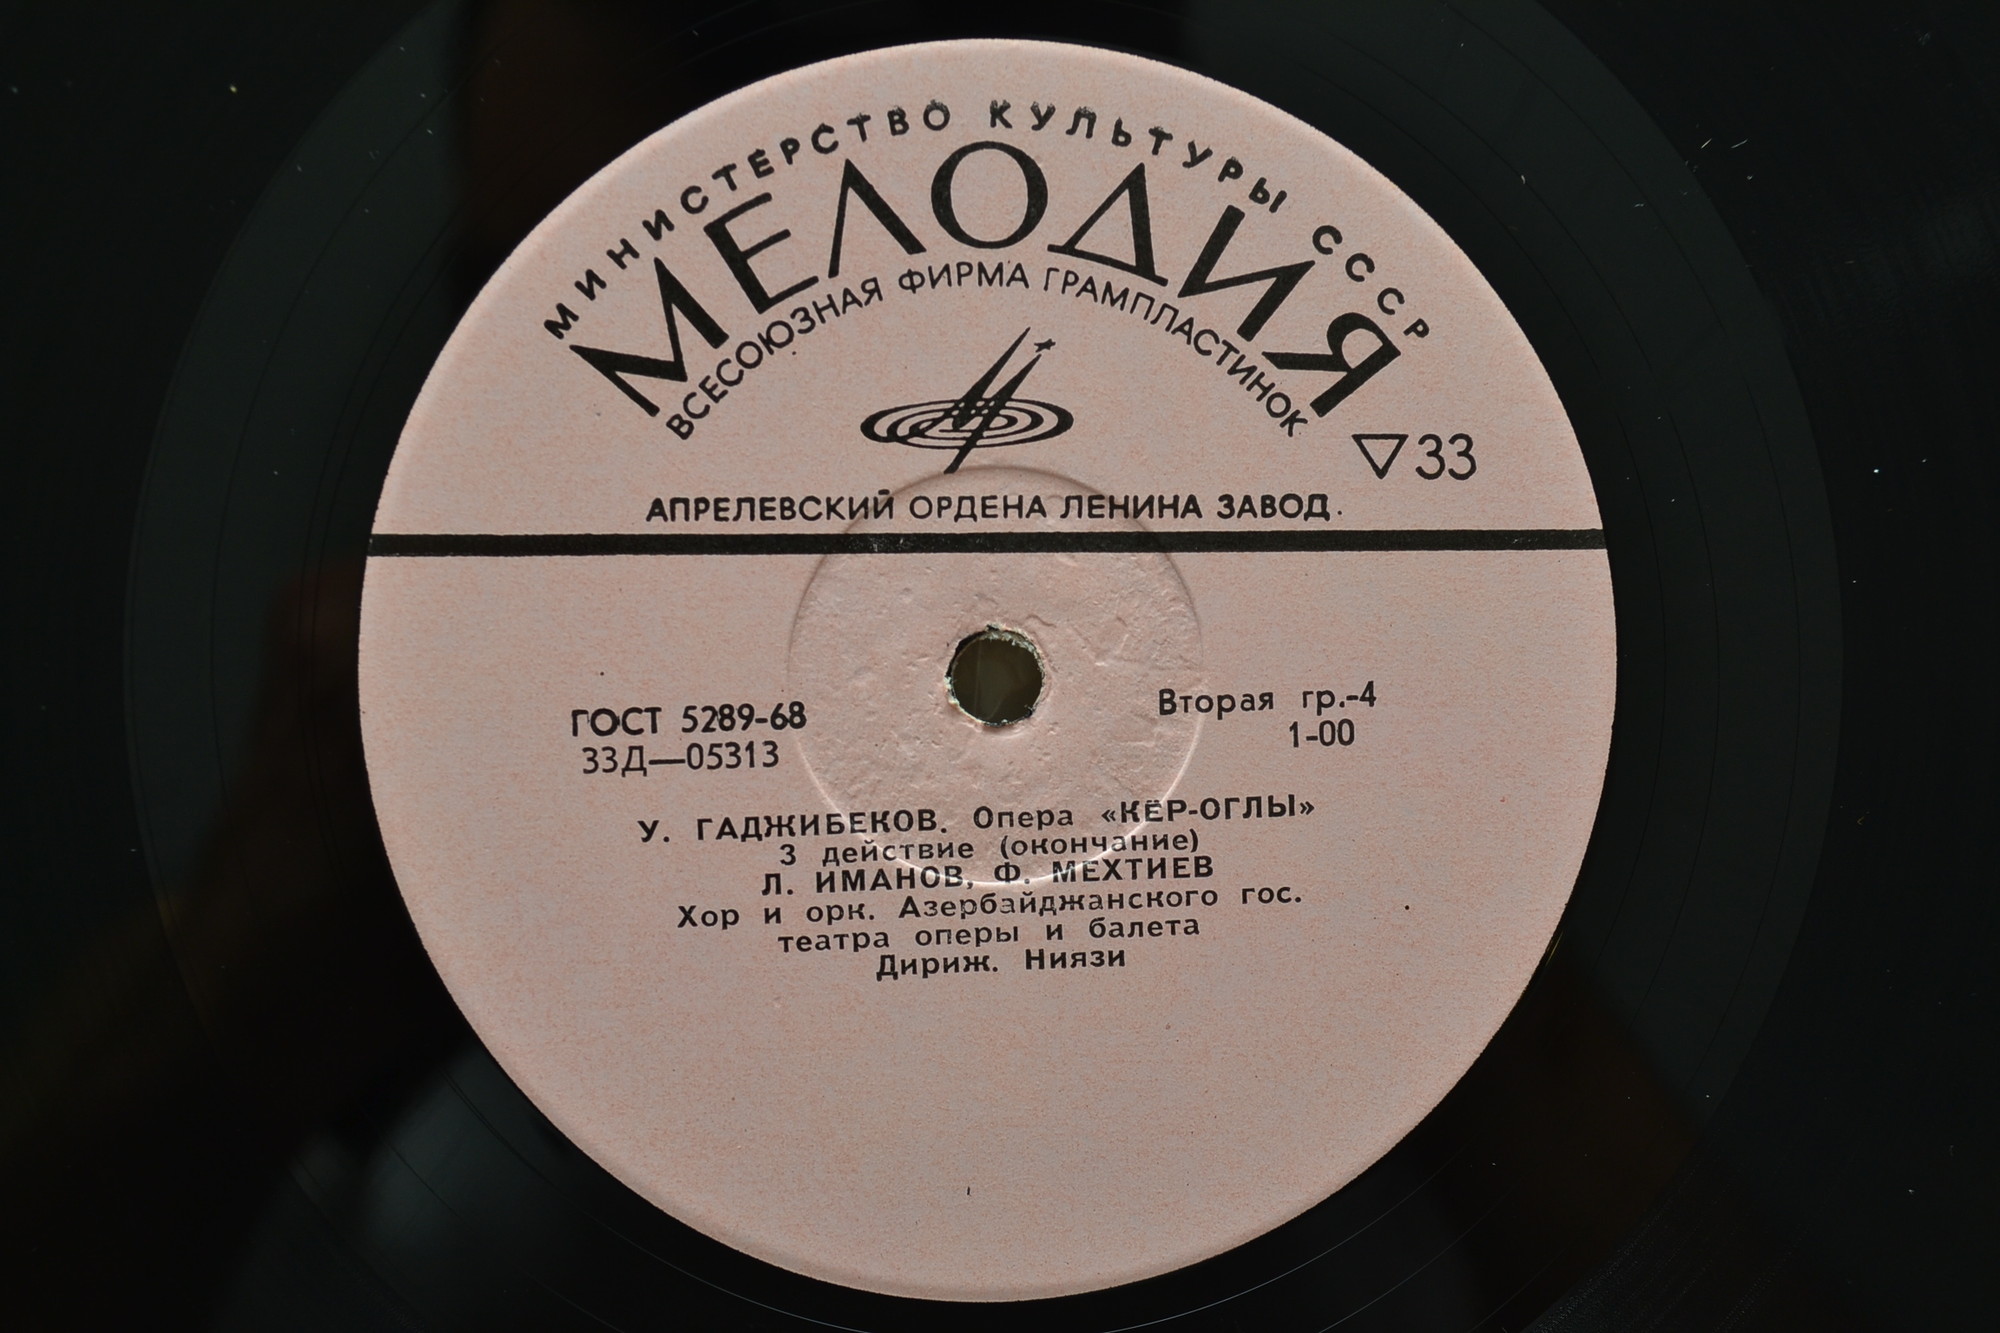 МИНИСТЕРСТВО КУЛЬТУРЫ СССР
МЕЛОДИЯ
ВСЕСОЮЗНАЯ ФИРМА ГРАМПЛАСТИНОК
▽33
АПРЕЛЕВСКИЙ ОРДЕНА ЛЕНИНА ЗАВОД.
ГОСТ 5289-68
33Д—05313
Вторая гр.-4
1-00
У. ГАДЖИБЕКОВ. Опера «КЁР-ОГЛЫ»
3 действие (окончание)
Л. ИМАНОВ, Ф. МЕХТИЕВ
Хор и орк. Азербайджанского гос.
театра оперы и балета
Дириж. Ниязи